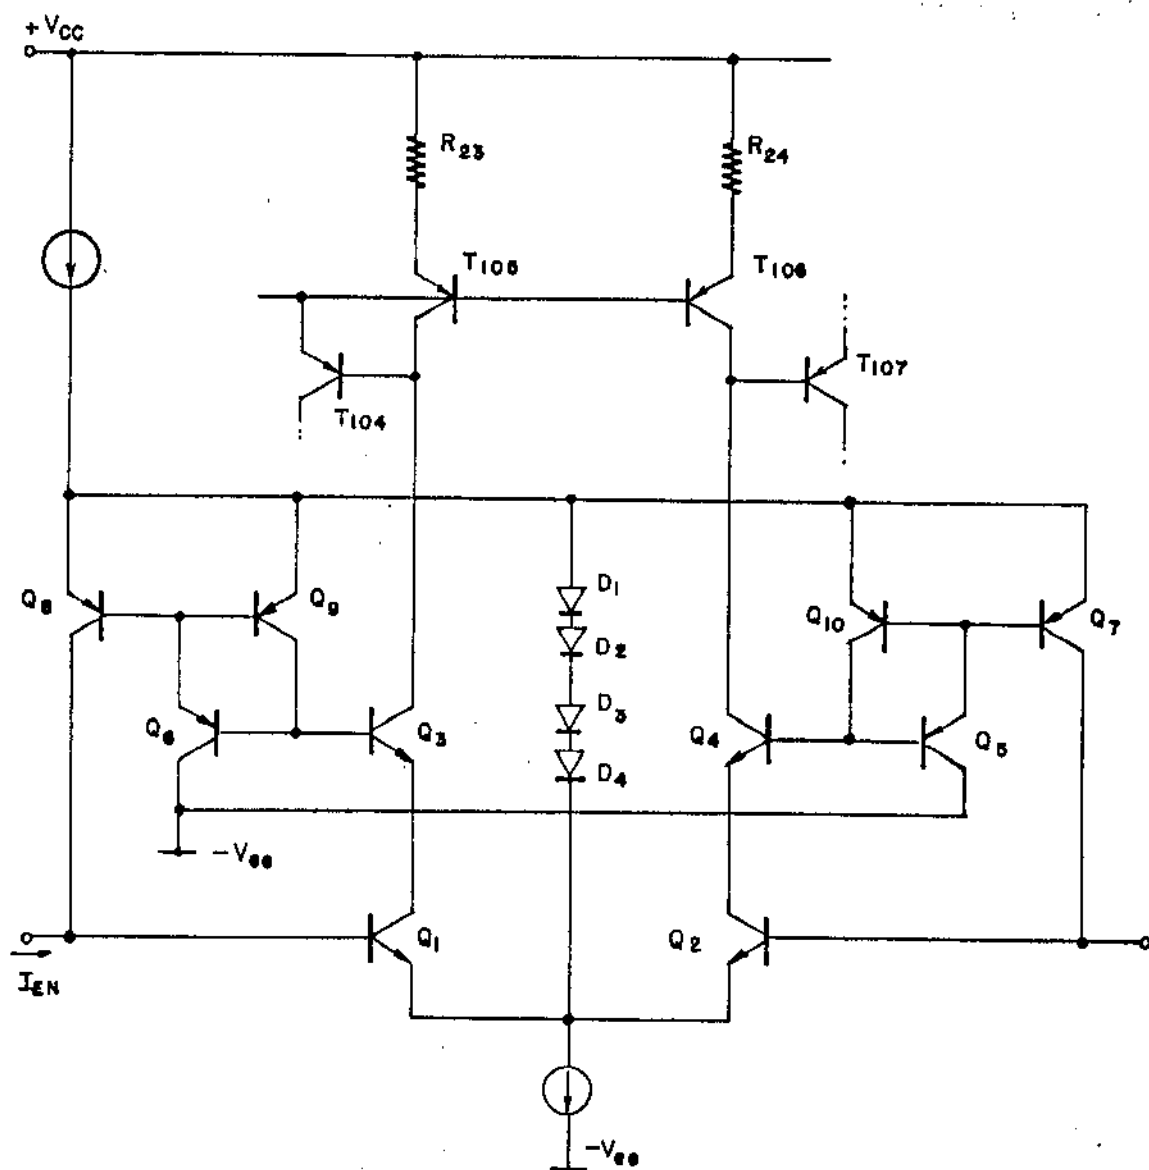 +VCC
R23
R24
T105
T106
T107
T104
D1
Q8
Q9
Q10
Q7
D2
D3
Q6
Q3
Q4
Q5
D4
-Vee
Q1
Q2
IEN
-Vee